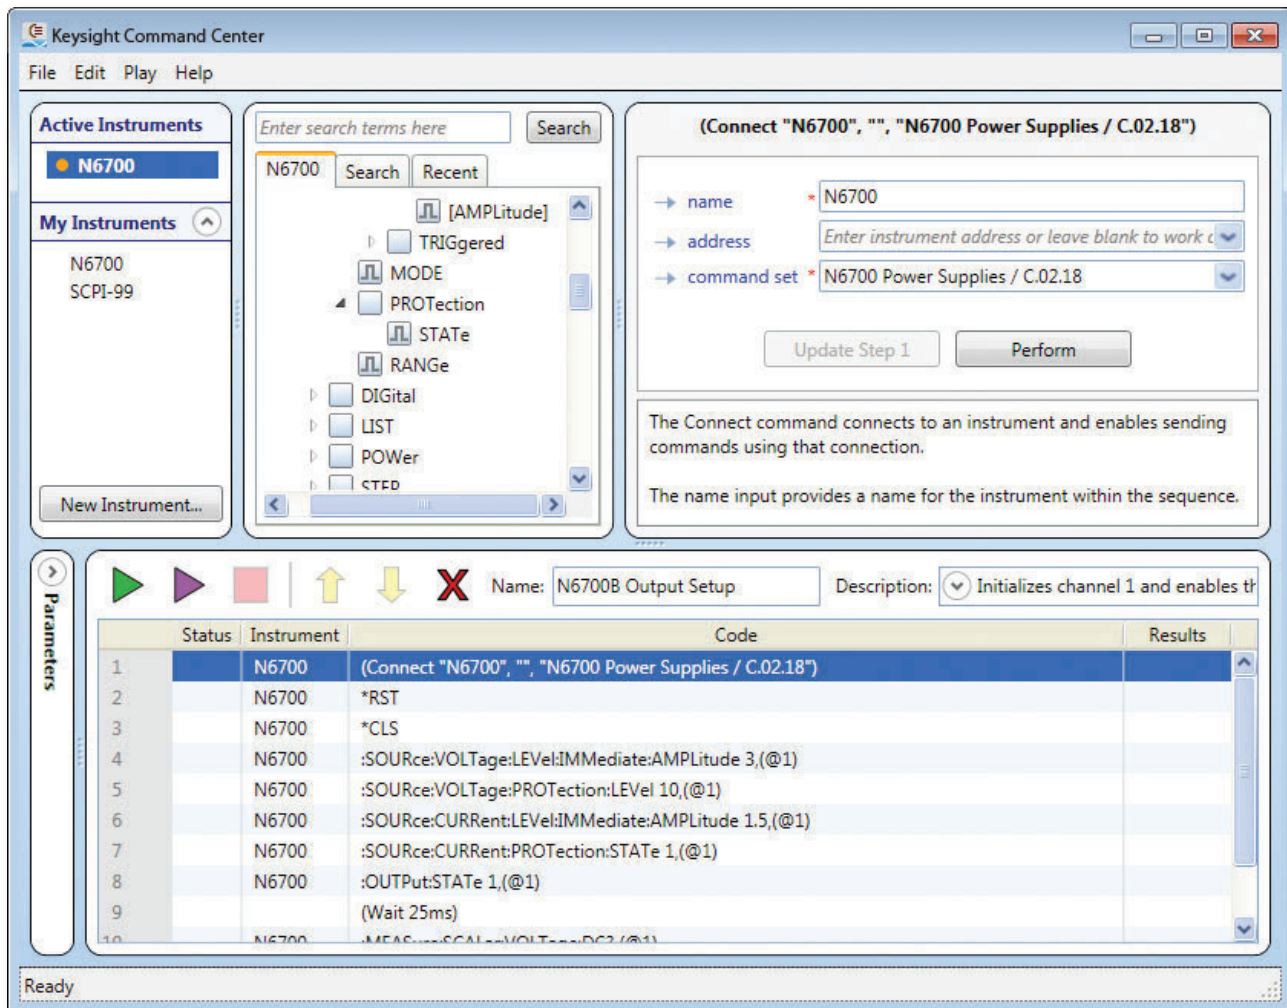 Keysight Command Center
File Edit Play Help
Active Instruments
N6700
My Instruments
N6700
SCPI-99
New Instrument...
Enter search terms here
Search
N6700 Search Recent
[AMPLitude]
TRIGgered
MODE
PROTection
STATe
RANGe
DIGital
LIST
POWer
STEP
(Connect "N6700", "", "N6700 Power Supplies / C.02.18")
name * N6700
address Enter instrument address or leave blank to work
command set * N6700 Power Supplies / C.02.18
Update Step 1 Perform
The Connect command connects to an instrument and enables sending
commands using that connection.
The name input provides a name for the instrument within the sequence.
Parameters
Name: N6700B Output Setup Description: Initializes channel 1 and enables th
Status Instrument Code Results
1 N6700 (Connect "N6700", "", "N6700 Power Supplies / C.02.18")
2 N6700 *RST
3 N6700 *CLS
4 N6700 :SOURce:VOLTage:LEVel:IMMediate:AMPLitude 3,(@1)
5 N6700 :SOURce:VOLTage:PROTection:LEVel 10,(@1)
6 N6700 :SOURce:CURRent:LEVel:IMMediate:AMPLitude 1.5,(@1)
7 N6700 :SOURce:CURRent:PROTection:STATe 1,(@1)
8 N6700 :OUTPut:STATe 1,(@1)
9 (Wait 25ms)
10 N6700 :MEASure:SCALar:VOLTage:DC? (@1)
Ready